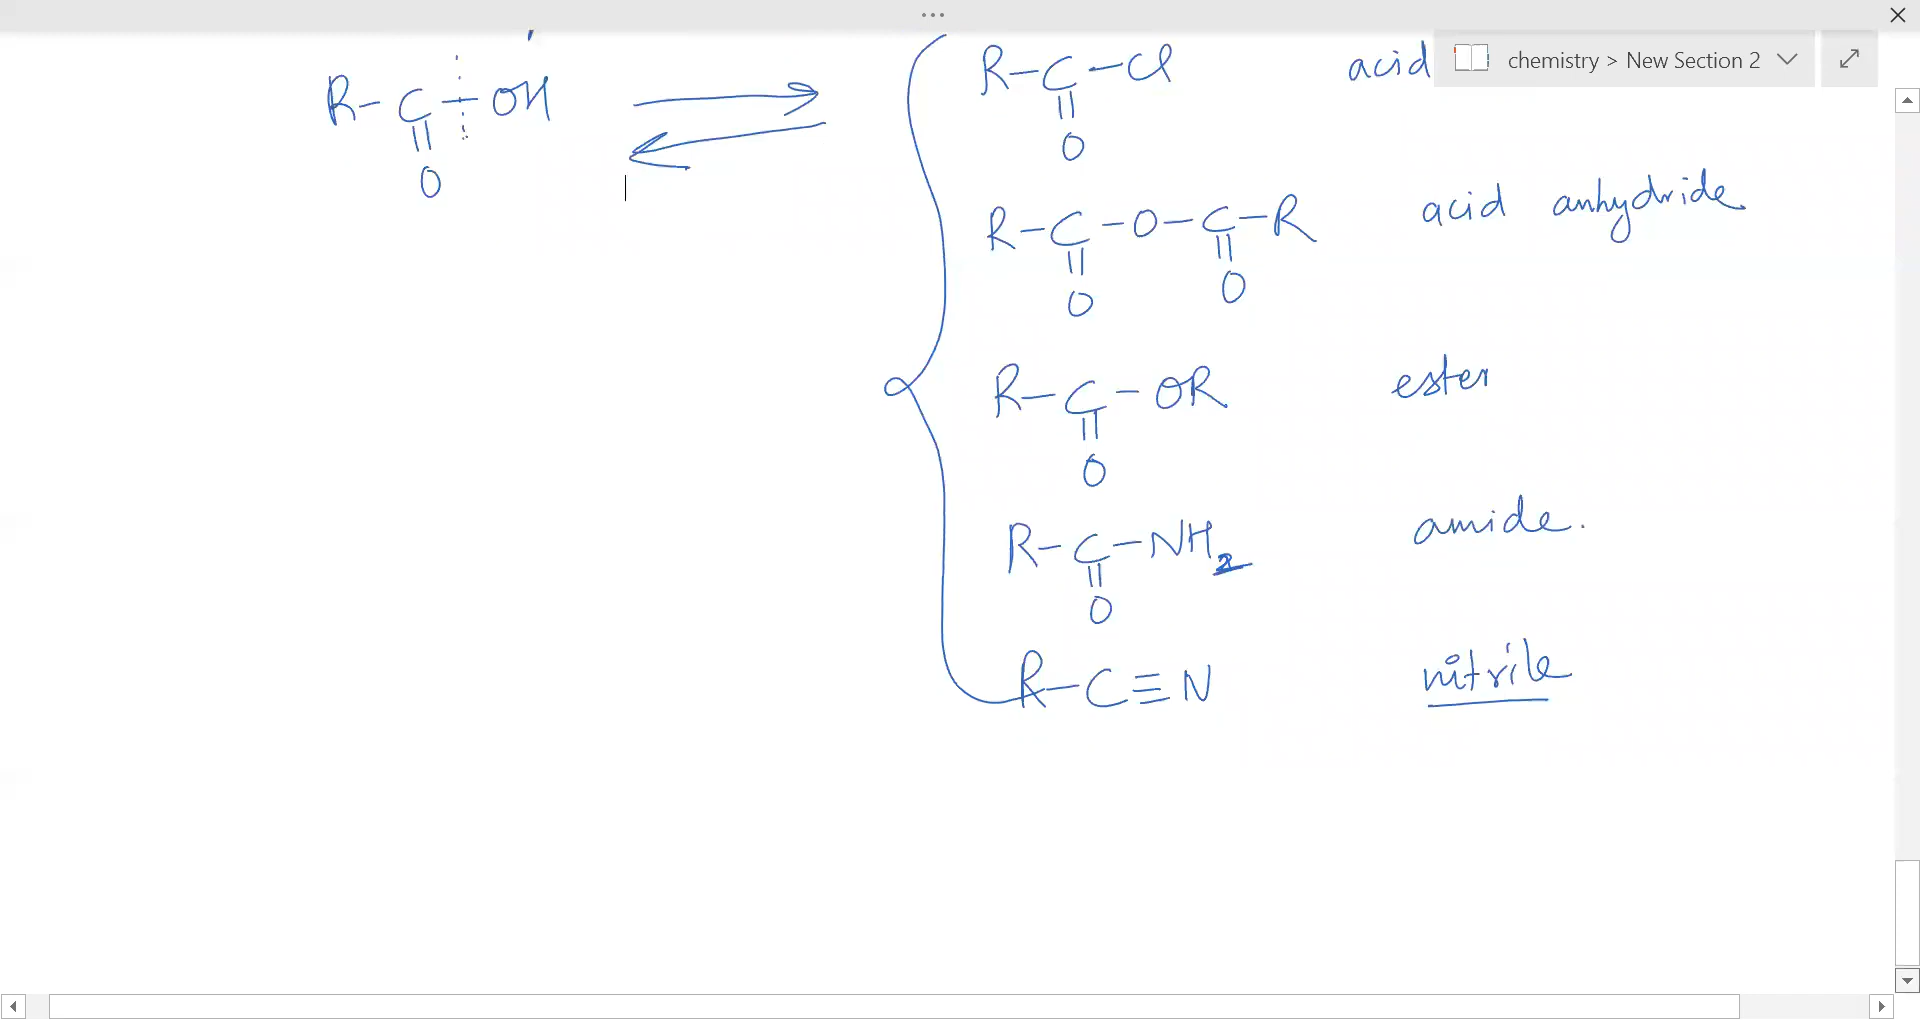 ...
R-C-Cl acid
chemistry > New Section 2
R-C-OH
||
O
||
O
R-C-O-C-R acid anhydride
|| ||
O O
R-C-OR ester
||
O
R-C-NH2 amide.
||
O
R-C≡N nitrile